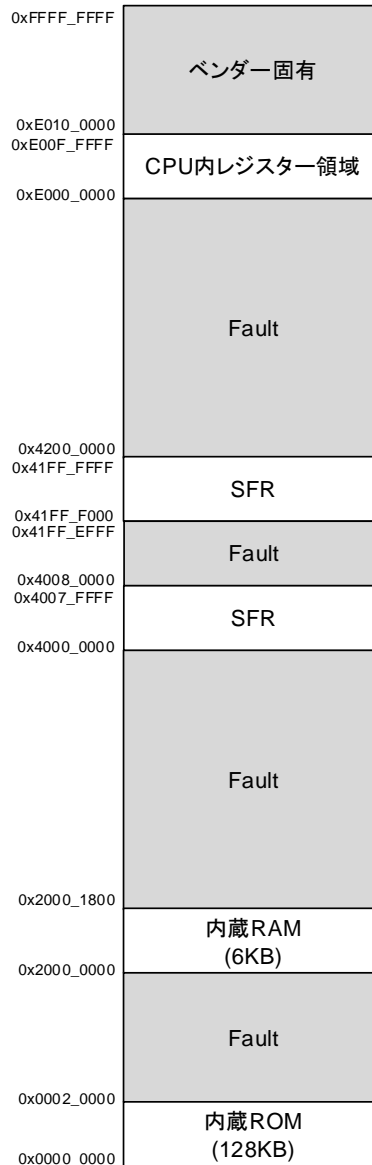 0xFFFF_FFFF
ベンダー固有
0xE010_0000
0xE00F_FFFF
CPU内レジスター領域
0xE000_0000
Fault
0x4200_0000
0x41FF_FFFF
SFR
0x41FF_F000
0x41FF_EFFF
Fault
0x4008_0000
0x4007_FFFF
SFR
0x4000_0000
Fault
0x2000_1800
内蔵RAM
(6KB)
0x2000_0000
Fault
0x0002_0000
内蔵ROM
(128KB)
0x0000_0000